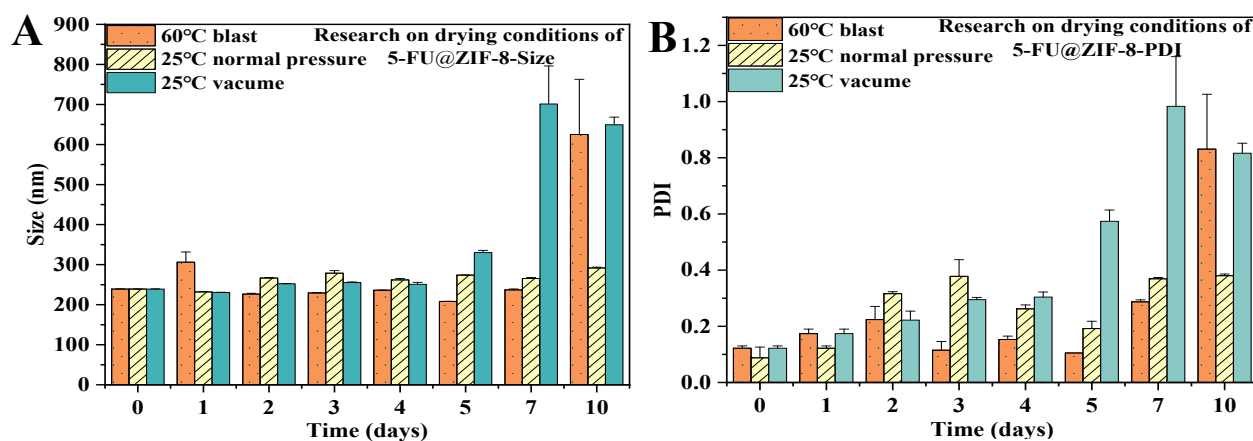 A
60℃ blast
25℃ normal pressure
25℃ vacume
Research on drying conditions of
5-FU@ZIF-8-Size
Size (nm)
900
800
700
600
500
400
300
200
100
0
0 1 2 3 4 5 7 10
Time (days)
B
60℃ blast
25℃ normal pressure
25℃ vacume
Research on drying conditions of
5-FU@ZIF-8-PDI
PDI
1.2
1.0
0.8
0.6
0.4
0.2
0.0
0 1 2 3 4 5 7 10
Time (days)